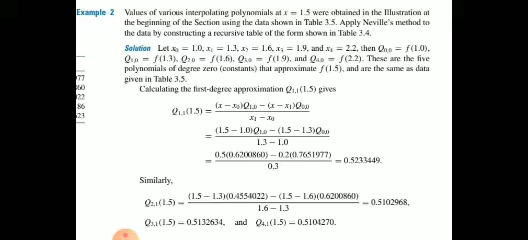 Example 2 Values of various interpolating polynomials at x = 1.5 were obtained in the Illustration at
the beginning of the Section using the data shown in Table 3.5. Apply Neville's method to
the data by constructing a recursive table of the form shown in Table 3.4.
Solution Let x₀ = 1.0, x₁ = 1.3, x₂ = 1.6, x₃ = 1.9, and x₄ = 2.2, then Q₀,₀ = f(1.0),
Q₁,₀ = f(1.3), Q₂,₀ = f(1.6), Q₃,₀ = f(1.9), and Q₄,₀ = f(2.2). These are the five
polynomials of degree zero (constants) that approximate f(1.5), and are the same as data
given in Table 3.5.
77
60
22
86
23
Calculating the first-degree approximation Q₁,₁(1.5) gives
Q₁,₁(1.5) = (x − x₀)Q₁,₀ − (x − x₁)Q₀,₀
x₁ − x₀
= (1.5 − 1.0)Q₁,₀ − (1.5 − 1.3)Q₀,₀
1.3 − 1.0
= 0.5(0.6200860) − 0.2(0.7651977) = 0.5233449.
0.3
Similarly,
Q₂,₁(1.5) = (1.5 − 1.3)(0.4554022) − (1.5 − 1.6)(0.6200860) = 0.5102968,
1.6 − 1.3
Q₃,₁(1.5) = 0.5132634, and Q₄,₁(1.5) = 0.5104270.